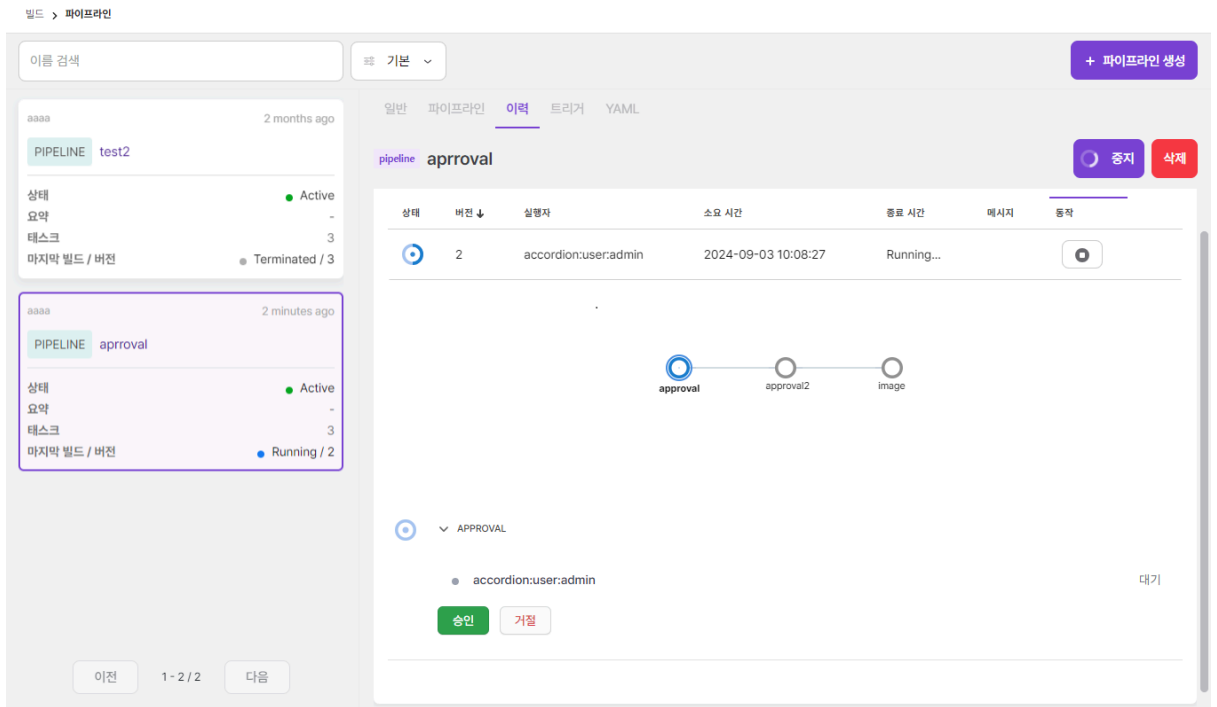 빌드 > 파이프라인
이름 검색
기본
+ 파이프라인 생성
aaaa 2 months ago
PIPELINE test2
상태 Active
요약 -
태스크 3
마지막 빌드 / 버전 Terminated / 3
aaaa 2 minutes ago
PIPELINE aprroval
상태 Active
요약 -
태스크 3
마지막 빌드 / 버전 Running / 2
이전 1 - 2 / 2 다음
일반 파이프라인 이력 트리거 YAML
pipeline aprroval
중지 삭제
상태 버전 실행자 소요 시간 종료 시간 메시지 동작
2 accordion:user:admin 2024-09-03 10:08:27 Running...
approval approval2 image
APPROVAL
accordion:user:admin 대기
승인 거절